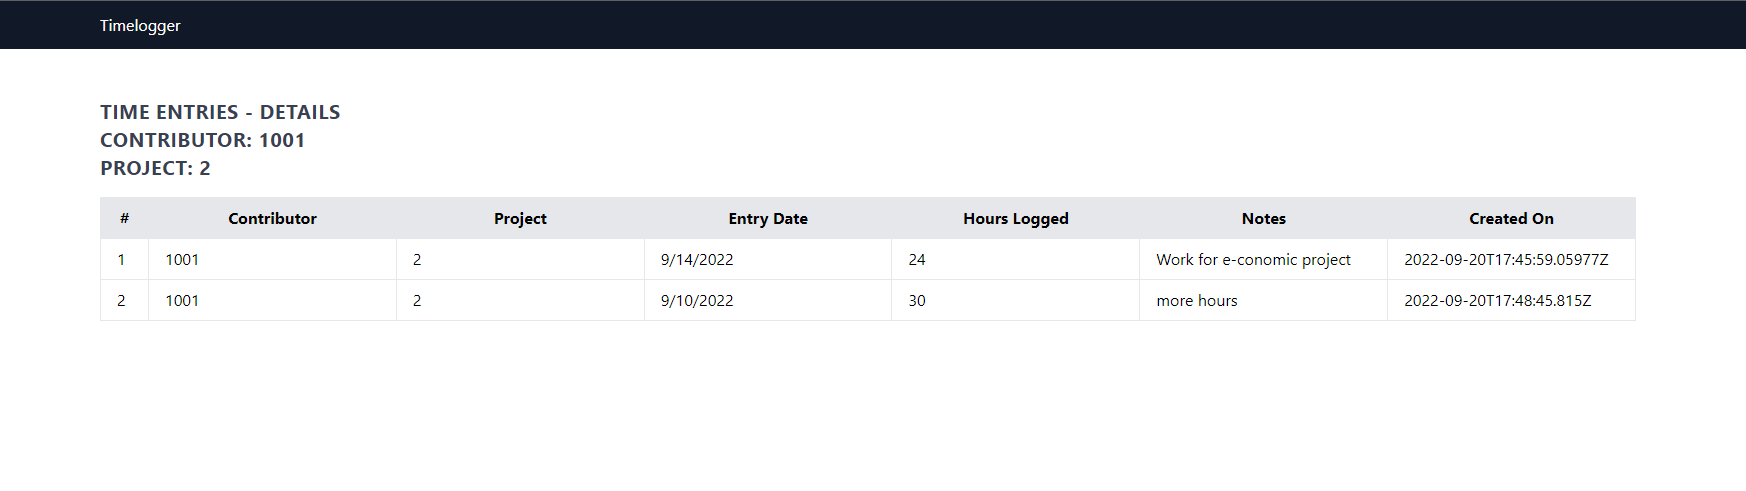 Timelogger
TIME ENTRIES - DETAILS
CONTRIBUTOR: 1001
PROJECT: 2
# Contributor Project Entry Date Hours Logged Notes Created On
1 1001 2 9/14/2022 24 Work for e-conomic project 2022-09-20T17:45:59.05977Z
2 1001 2 9/10/2022 30 more hours 2022-09-20T17:48:45.815Z